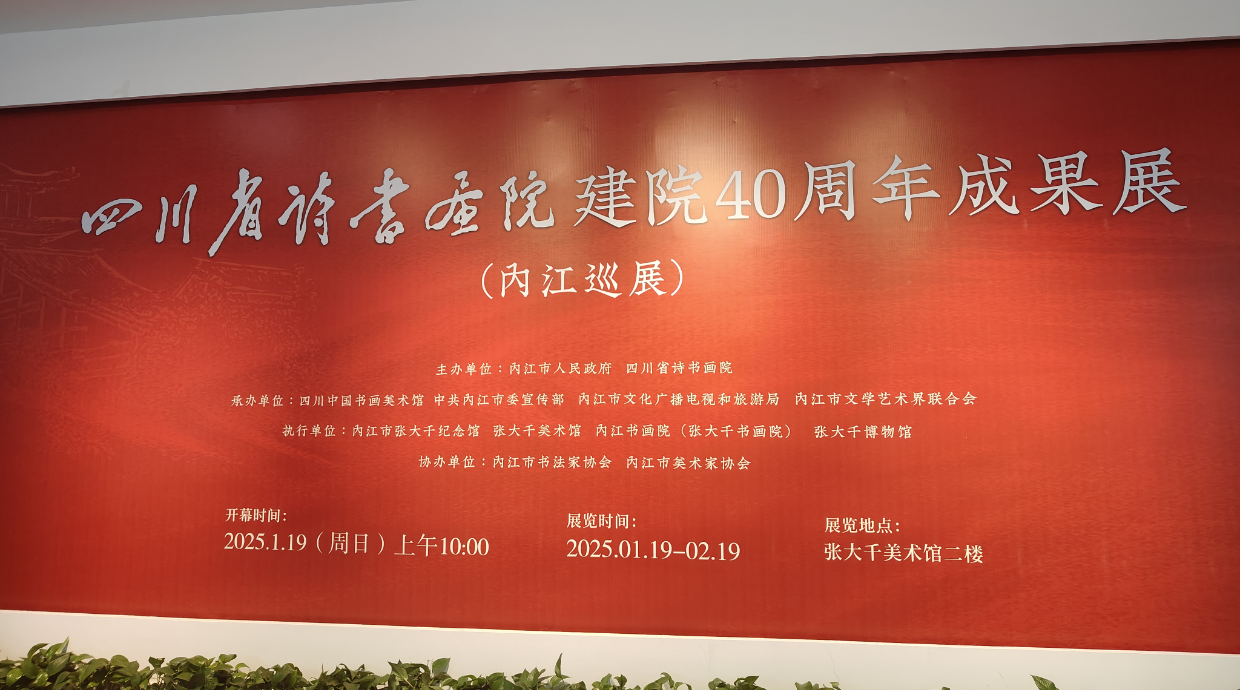 四川省诗书画院建院40周年成果展
（内江巡展）
主办单位：内江市人民政府 四川省诗书画院
承办单位：四川中国书画美术馆 中共内江市委宣传部 内江市文化广播电视和旅游局 内江市文学艺术界联合会
执行单位：内江市张大千纪念馆 张大千美术馆 内江书画院（张大千书画院） 张大千博物馆
协办单位：内江市书法家协会 内江市美术家协会
开幕时间：
2025.1.19（周日）上午10:00
展览时间：
2025.01.19-02.19
展览地点：
张大千美术馆二楼